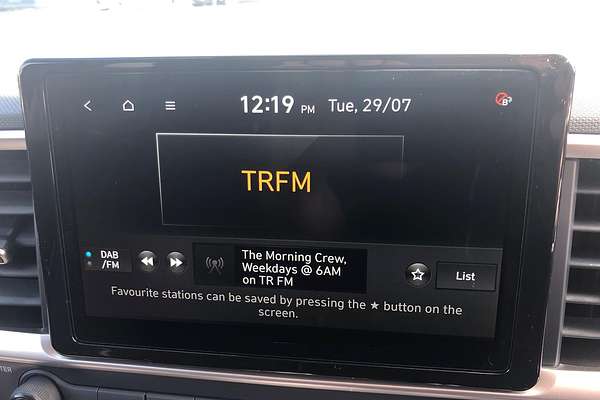 12:19 PM Tue, 29/07
TRFM
DAB
/FM
The Morning Crew,
Weekdays @ 6AM
on TR FM
List
Favourite stations can be saved by pressing the ★ button on the
screen.